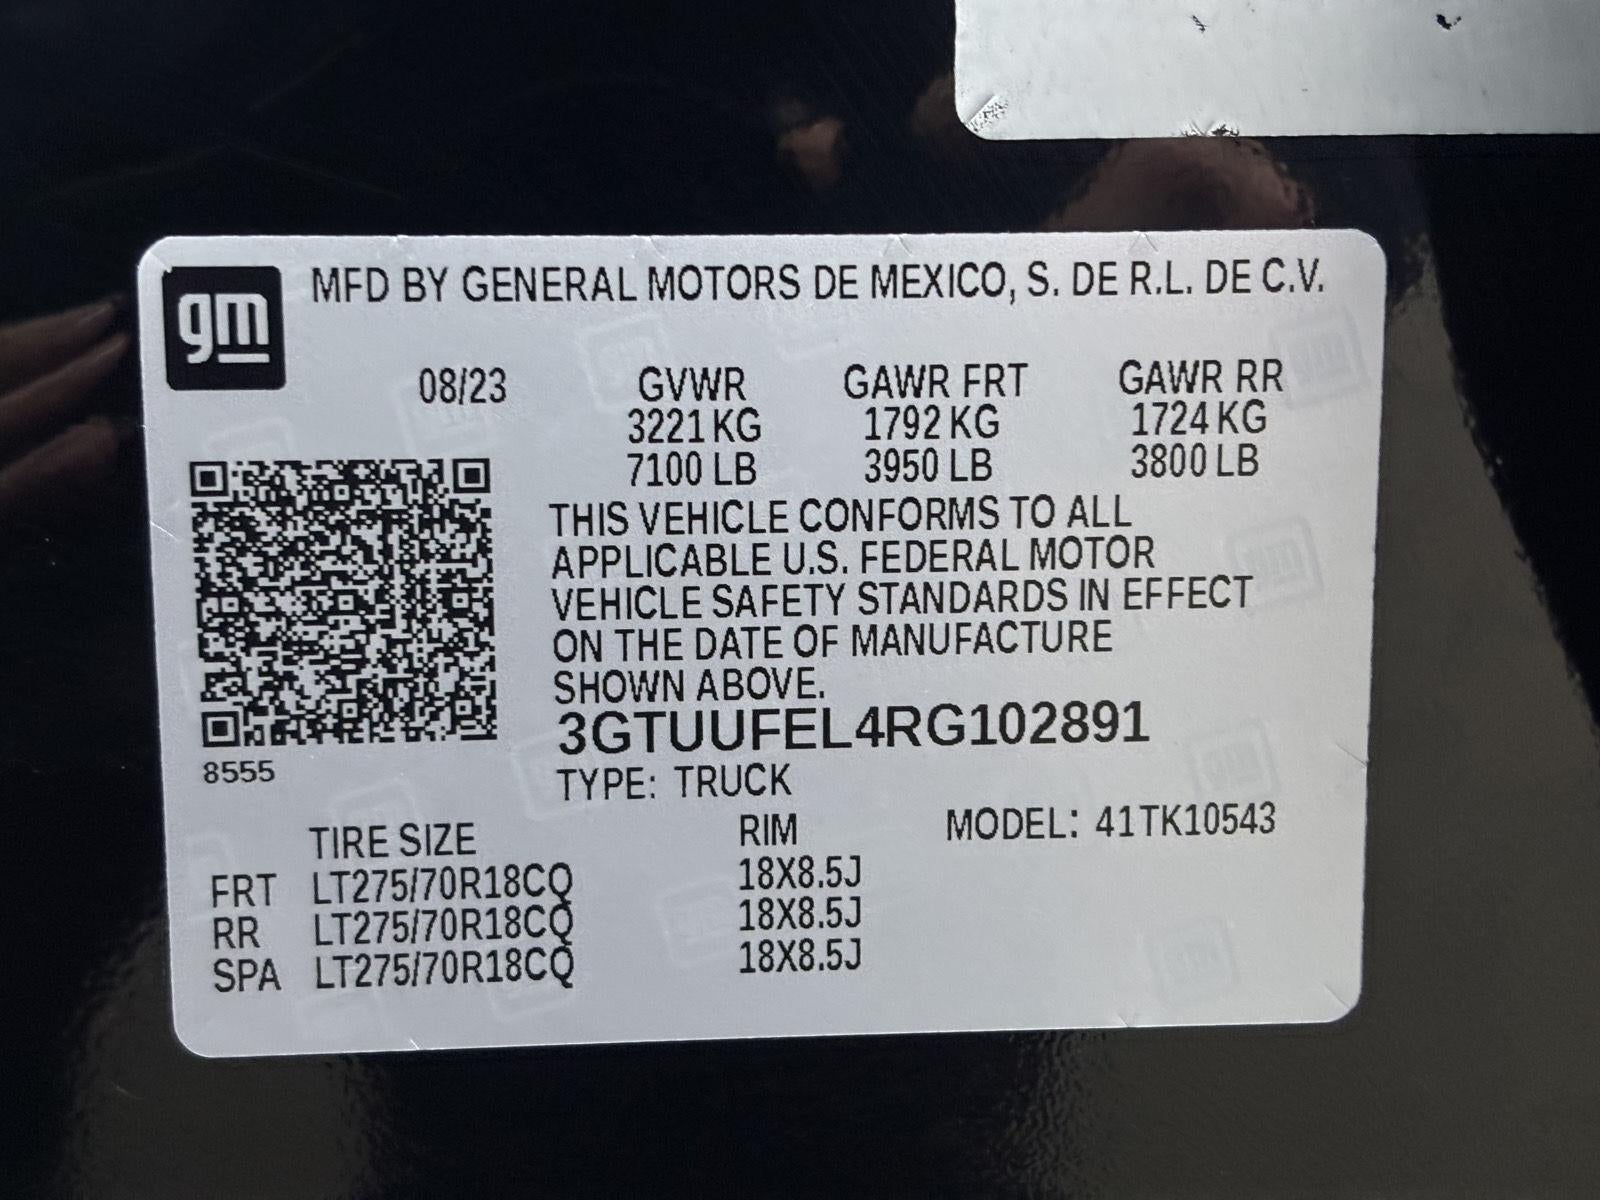 gm MFD BY GENERAL MOTORS DE MEXICO, S. DE R.L. DE C.V.
08/23 GVWR GAWR FRT GAWR RR
3221 KG 1792 KG 1724 KG
7100 LB 3950 LB 3800 LB
THIS VEHICLE CONFORMS TO ALL
APPLICABLE U.S. FEDERAL MOTOR
VEHICLE SAFETY STANDARDS IN EFFECT
ON THE DATE OF MANUFACTURE
SHOWN ABOVE.
3GTUUFEL4RG102891
8555
TYPE: TRUCK
TIRE SIZE RIM MODEL: 41TK10543
FRT LT275/70R18CQ 18X8.5J
RR LT275/70R18CQ 18X8.5J
SPA LT275/70R18CQ 18X8.5J